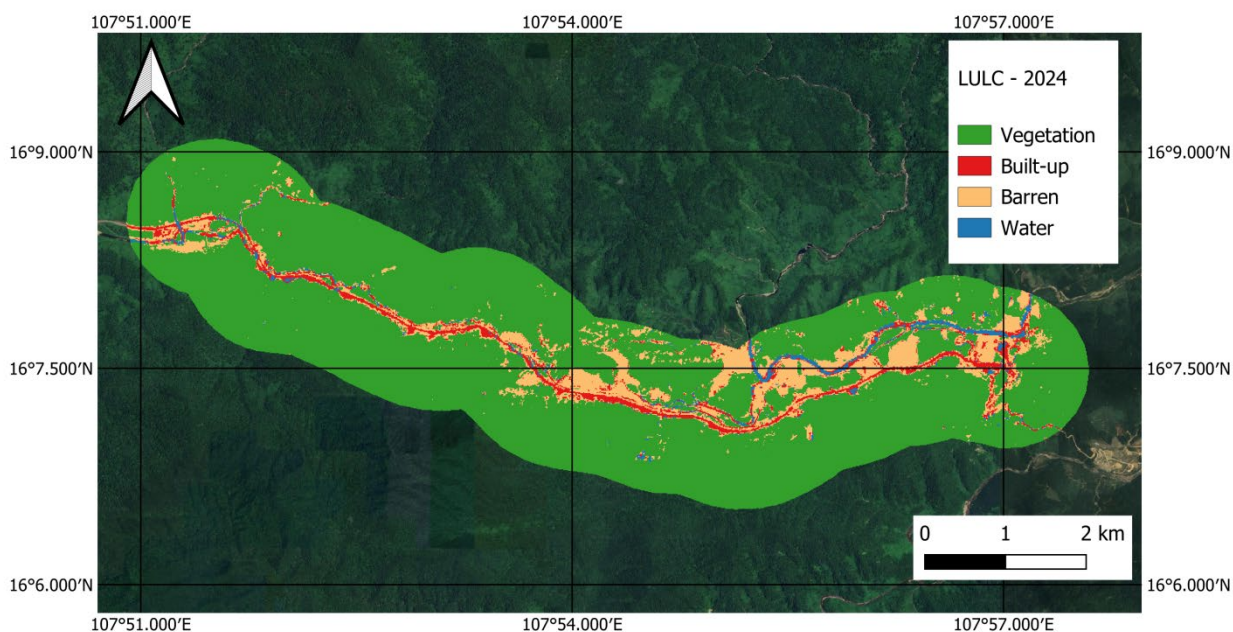 107°51.000′E
107°54.000′E
107°57.000′E
LULC - 2024
Vegetation
Built-up
Barren
Water
16°9.000′N
16°9.000′N
16°7.500′N
16°7.500′N
0 1 2 km
16°6.000′N
16°6.000′N
107°51.000′E
107°54.000′E
107°57.000′E